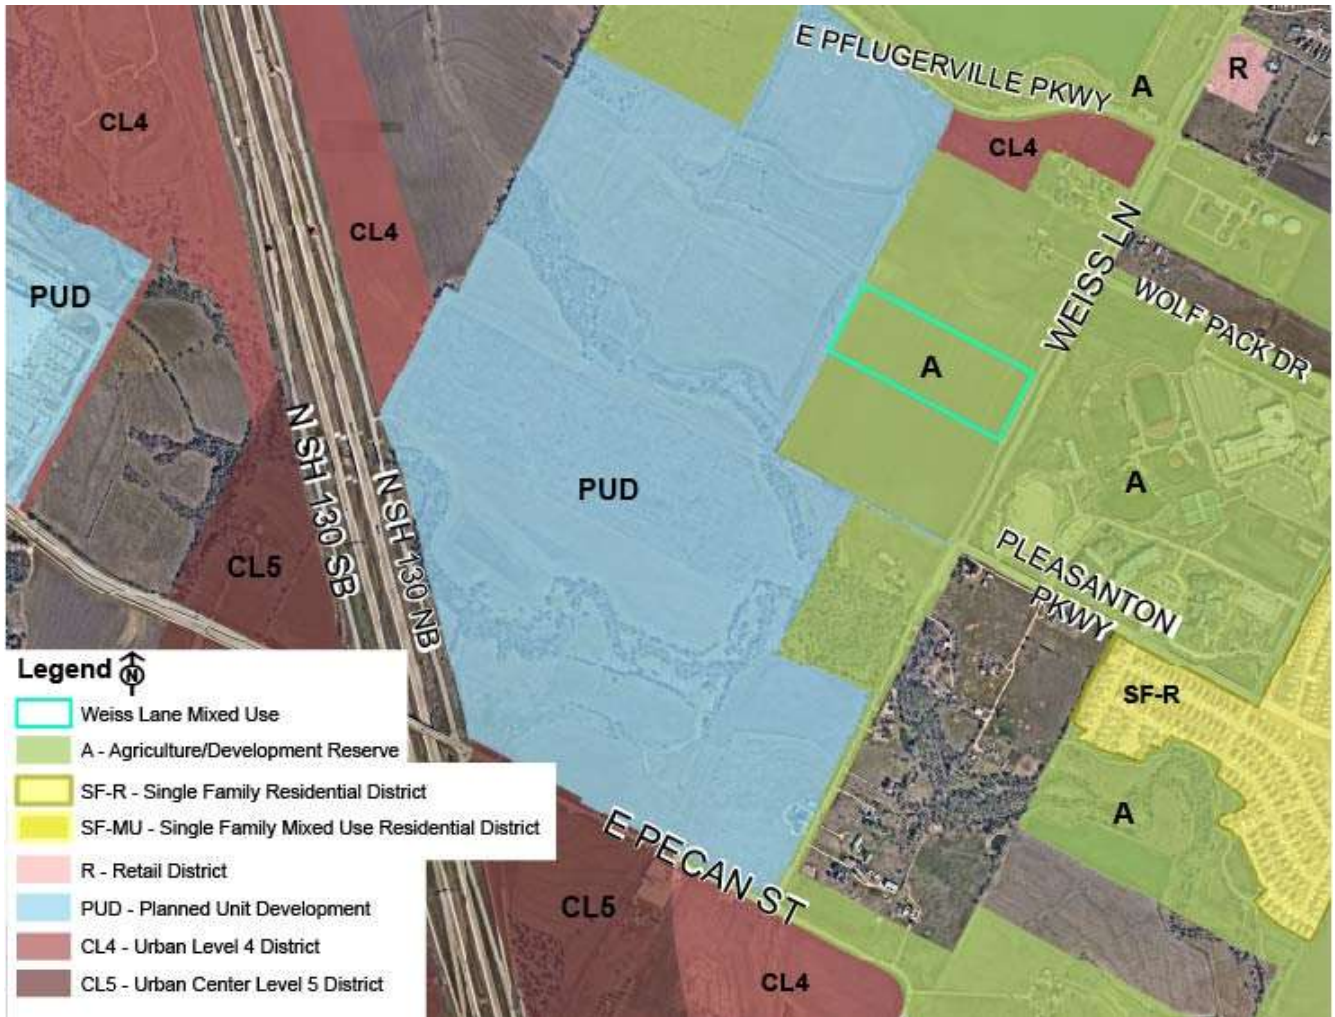 E PFLUGERVILLE PKWY
A
R
CL4
CL4
CL4
WEISS LN
PUD
WOLF PACK DR
A
N SH 130 SB
N SH 130 NB
PUD
A
CL5
PLEASANTON
PKWY
SF-R
A
E PECAN ST
CL5
CL4
Legend N
Weiss Lane Mixed Use
A - Agriculture/Development Reserve
SF-R - Single Family Residential District
SF-MU - Single Family Mixed Use Residential District
R - Retail District
PUD - Planned Unit Development
CL4 - Urban Level 4 District
CL5 - Urban Center Level 5 District